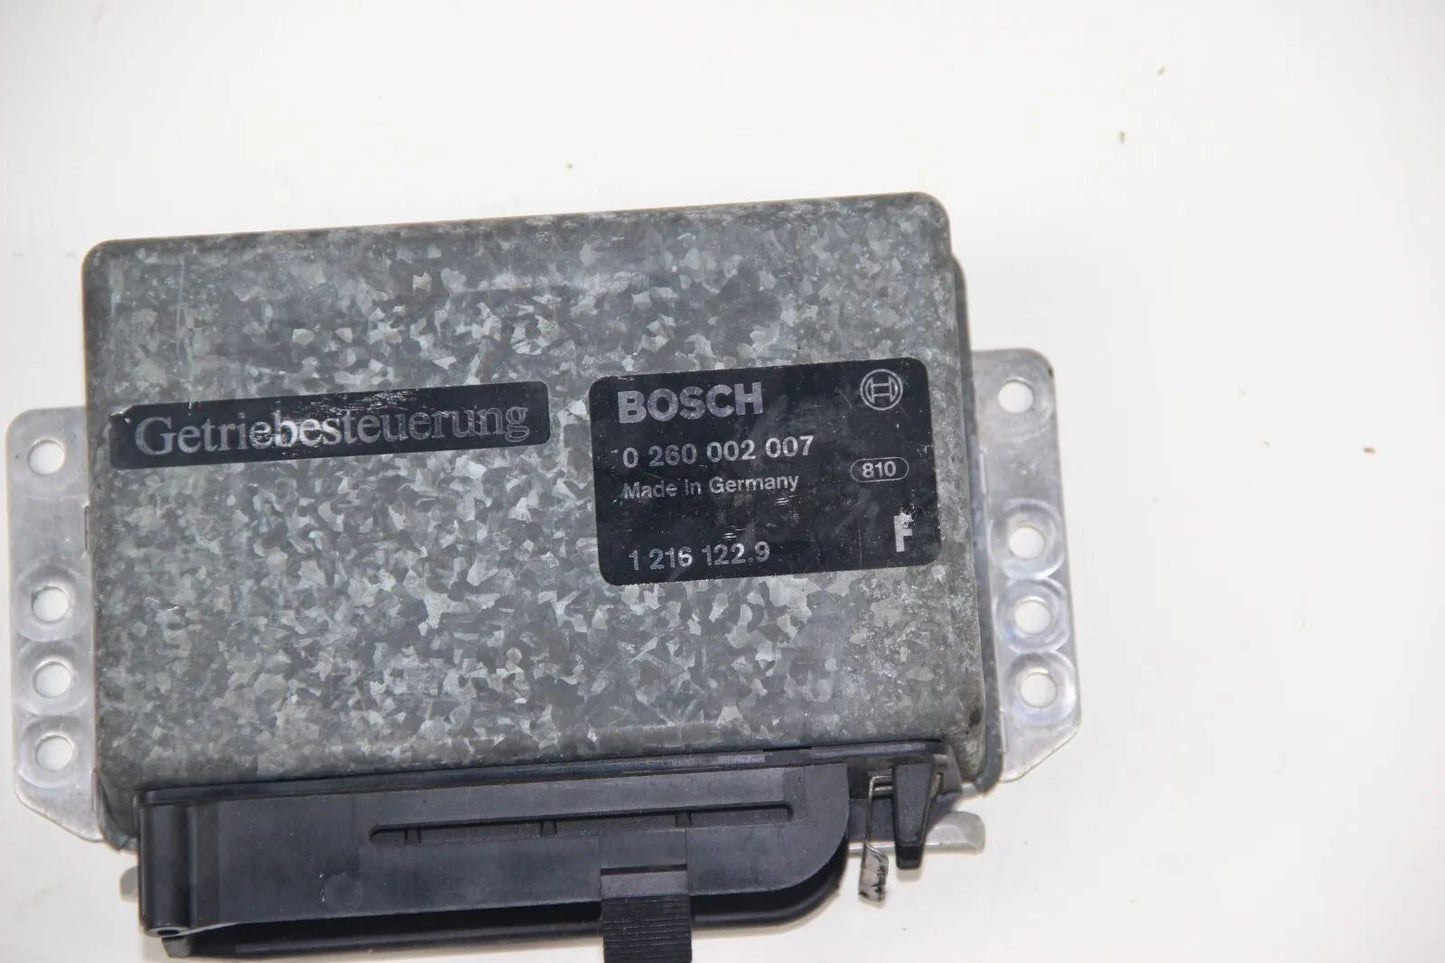 Getriebesteuerung
BOSCH
0 260 002 007
Made in Germany
810
1 216 122.9
F